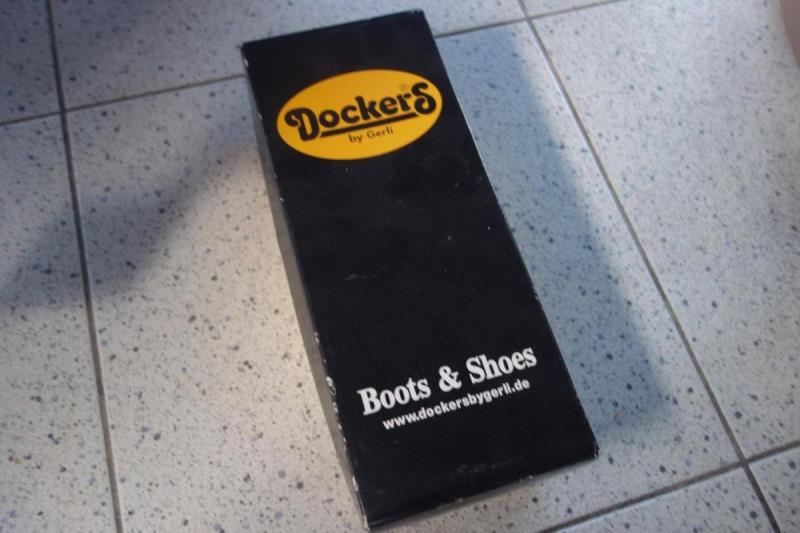 Dockers®
by Gerli
Boots & Shoes
www.dockersbygerli.de